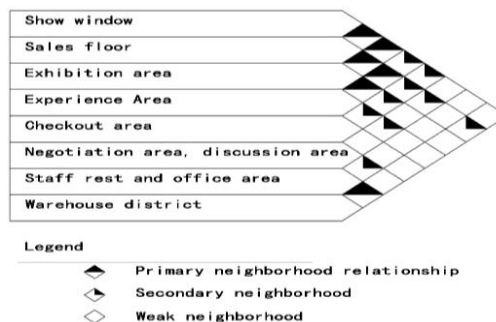 Show window
Sales floor
Exhibition area
Experience Area
Checkout area
Negotiation area, discussion area
Staff rest and office area
Warehouse district
Legend
Primary neighborhood relationship
Secondary neighborhood
Weak neighborhood